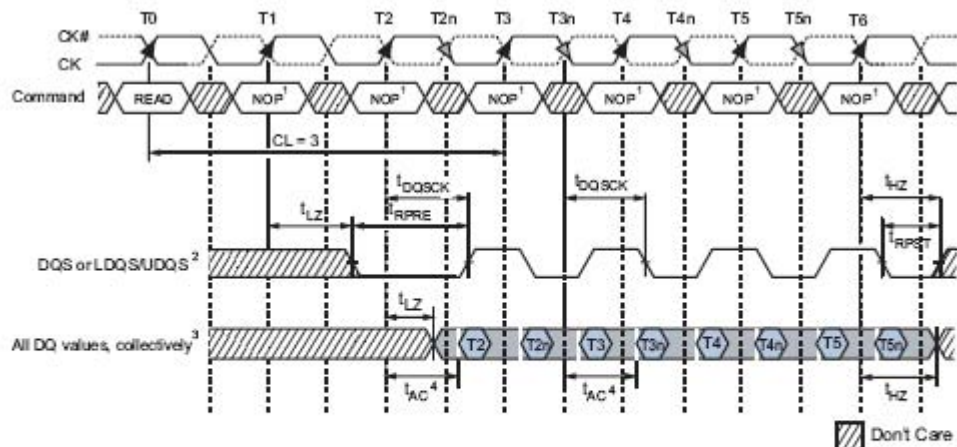 T0 T1 T2 T2n T3 T3n T4 T4n T5 T5n T6
CK#
CK
Command READ NOP¹ NOP¹ NOP¹ NOP¹ NOP¹ NOP¹
CL = 3
tDQSCK tDQSCK tHZ
tLZ tRPRE
tRPST
DQS or LDQS/UDQS²
tLZ
All DQ values, collectively³ T2 T2n T3 T3n T4 T4n T5 T5n
tAC⁴ tAC⁴ tHZ
Don't Care